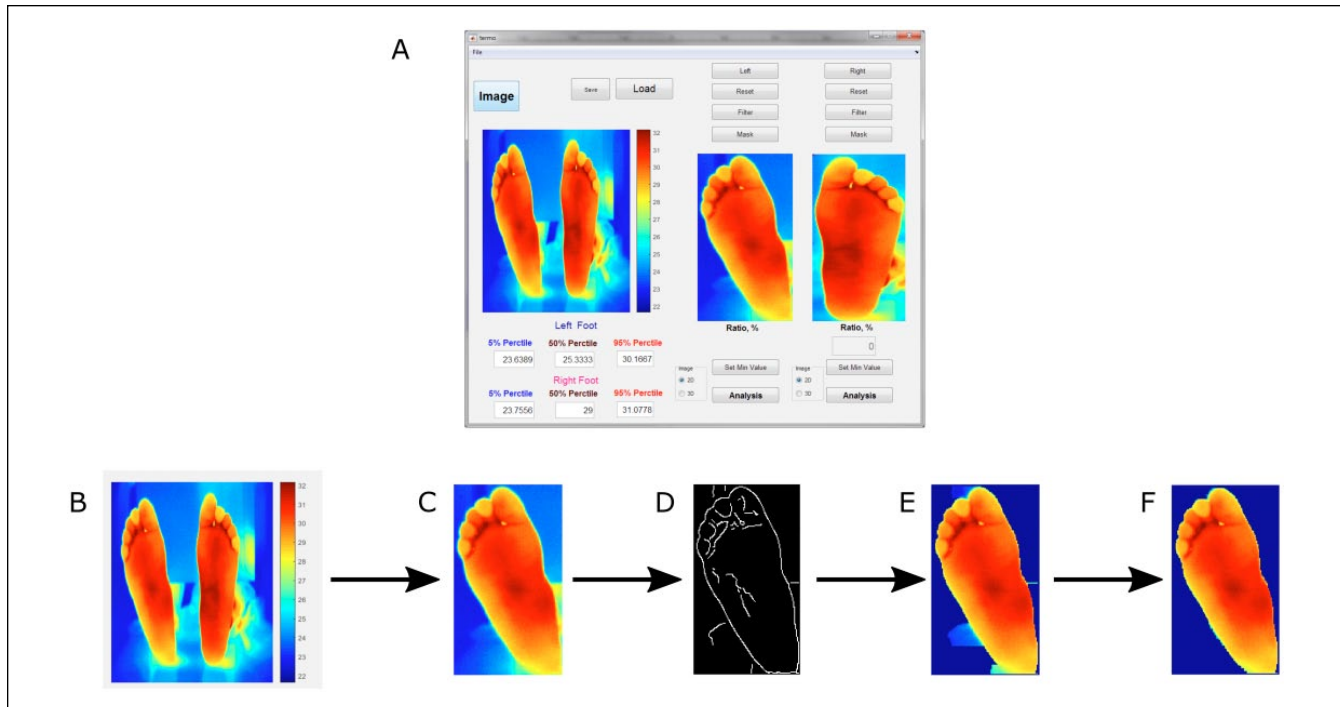 A
termo
File
Left
Right
Image
Save
Load
Reset
Reset
Filter
Filter
Mask
Mask
32
31
30
29
28
27
26
25
24
23
22
Ratio, %
Ratio, %
0
Left Foot
5% Perctile
50% Perctile
95% Perctile
23.6389
25.3333
30.1667
Image
2D
3D
Set Min Value
Analysis
Image
2D
3D
Set Min Value
Analysis
Right Foot
5% Perctile
50% Perctile
95% Perctile
23.7556
29
31.0778
B
32
31
30
29
28
27
26
25
24
23
22
C
D
E
F